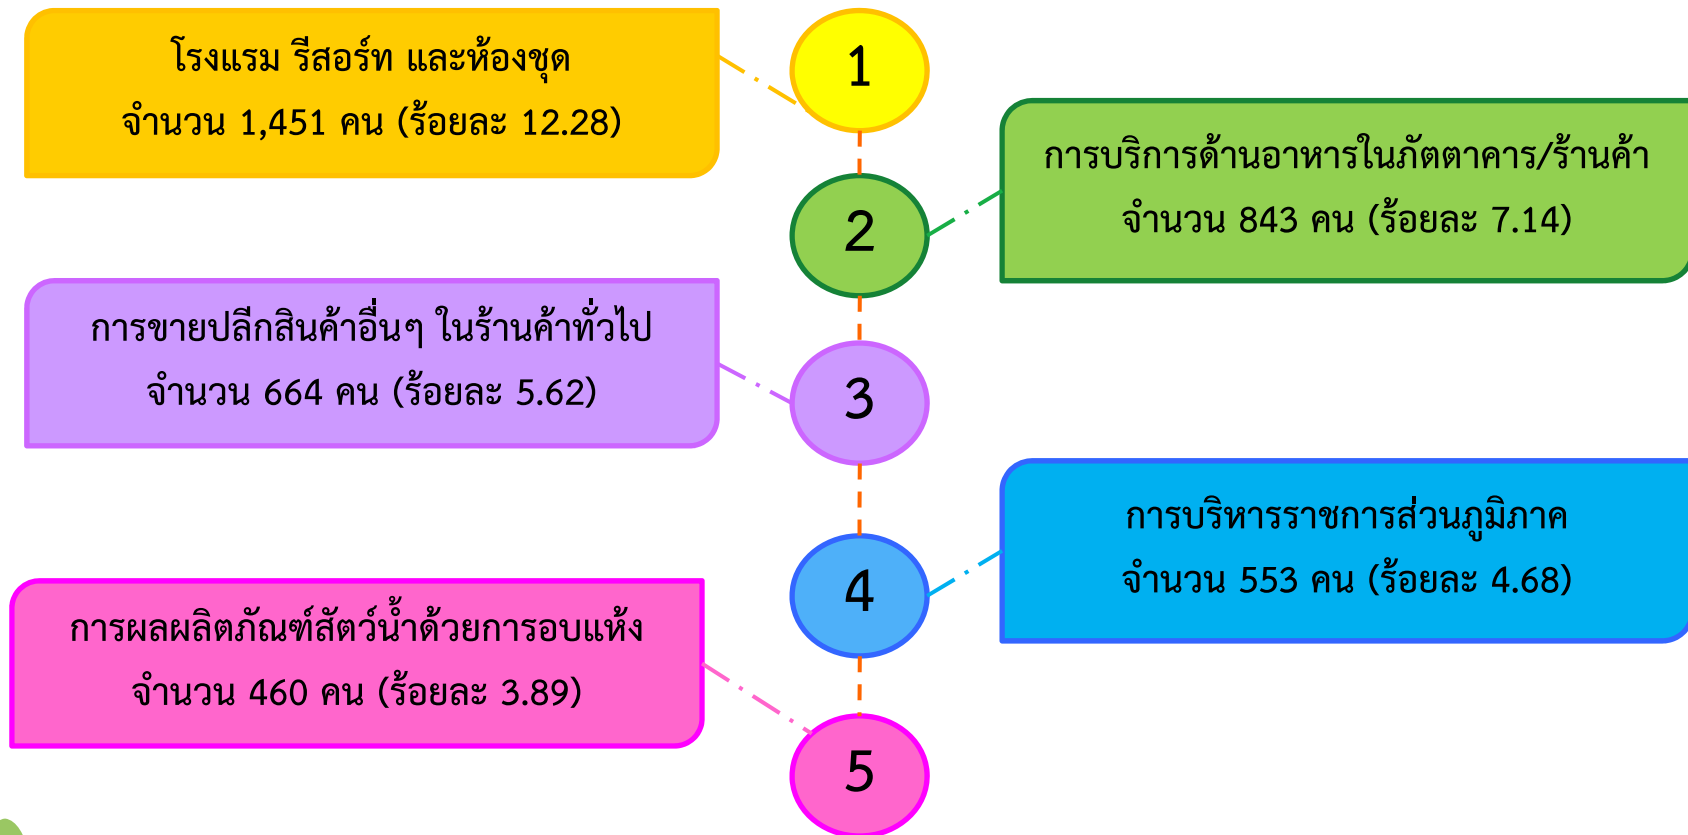 โรงแรม รีสอร์ท และห้องชุด
จำนวน 1,451 คน (ร้อยละ 12.28)
1
การบริการด้านอาหารในภัตตาคาร/ร้านค้า
จำนวน 843 คน (ร้อยละ 7.14)
2
การขายปลีกสินค้าอื่นๆ ในร้านค้าทั่วไป
จำนวน 664 คน (ร้อยละ 5.62)
3
การบริหารราชการส่วนภูมิภาค
จำนวน 553 คน (ร้อยละ 4.68)
4
การผลผลิตภัณฑ์สัตว์น้ำด้วยการอบแห้ง
จำนวน 460 คน (ร้อยละ 3.89)
5